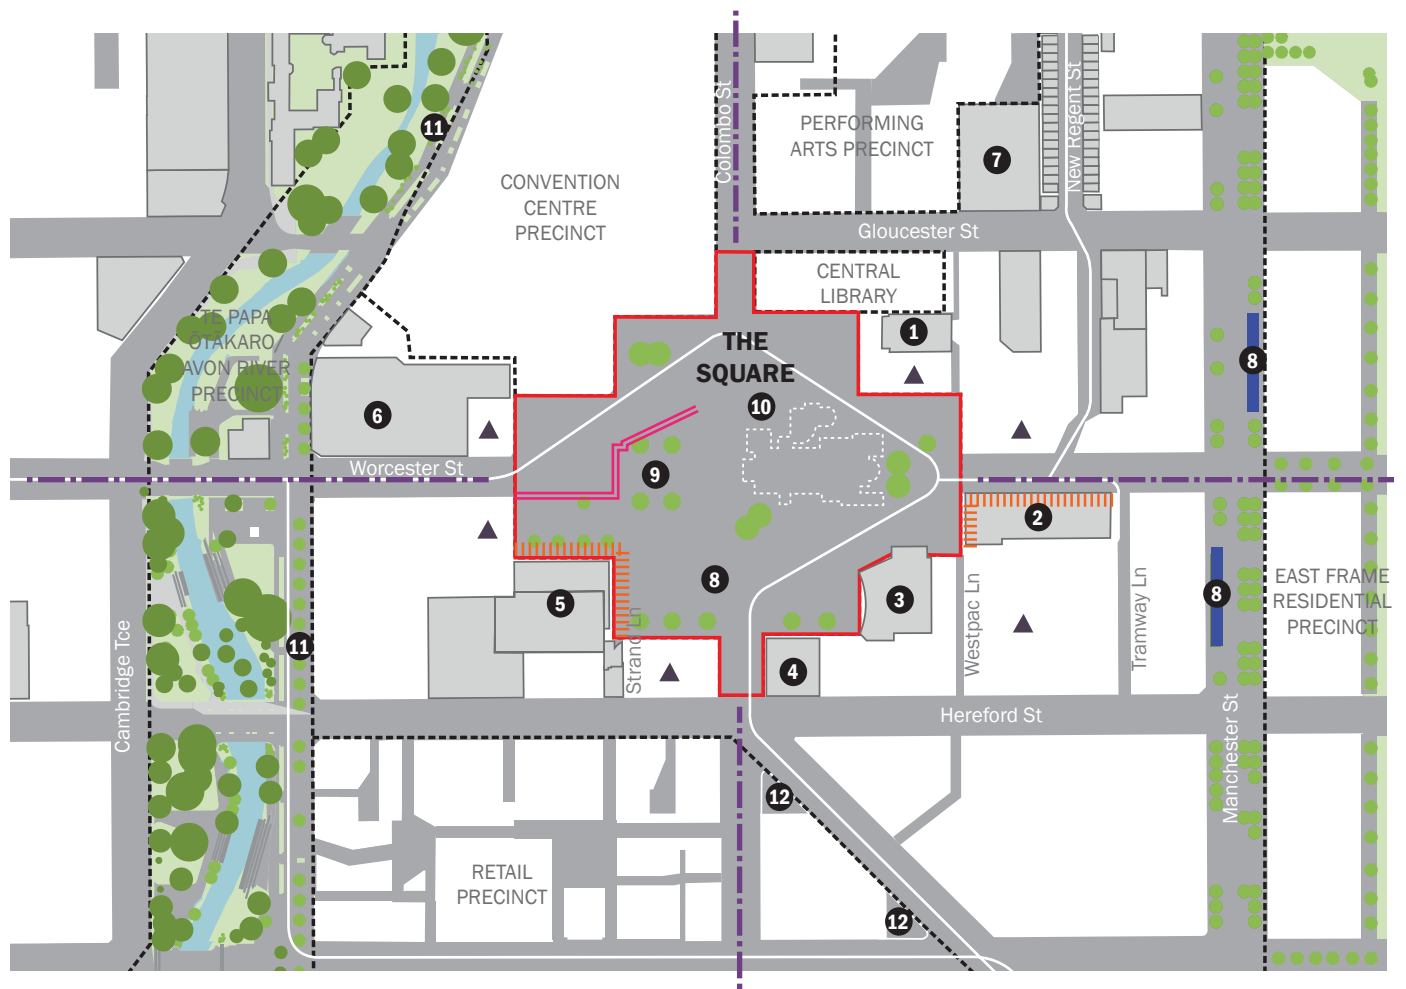 Colombo St
New Regent St
11
PERFORMING
ARTS PRECINCT
7
CONVENTION
CENTRE
PRECINCT
Gloucester St
CENTRAL
LIBRARY
TE PAPA
ŌTĀKARO
AVON RIVER
PRECINCT
1
THE
SQUARE
8
10
6
Worcester St
9
2
8
5
3
8
EAST FRAME
RESIDENTIAL
PRECINCT
11
Strand Ln
4
Westpac Ln
Tramway Ln
Cambridge Tce
Hereford St
Manchester St
12
RETAIL
PRECINCT
12